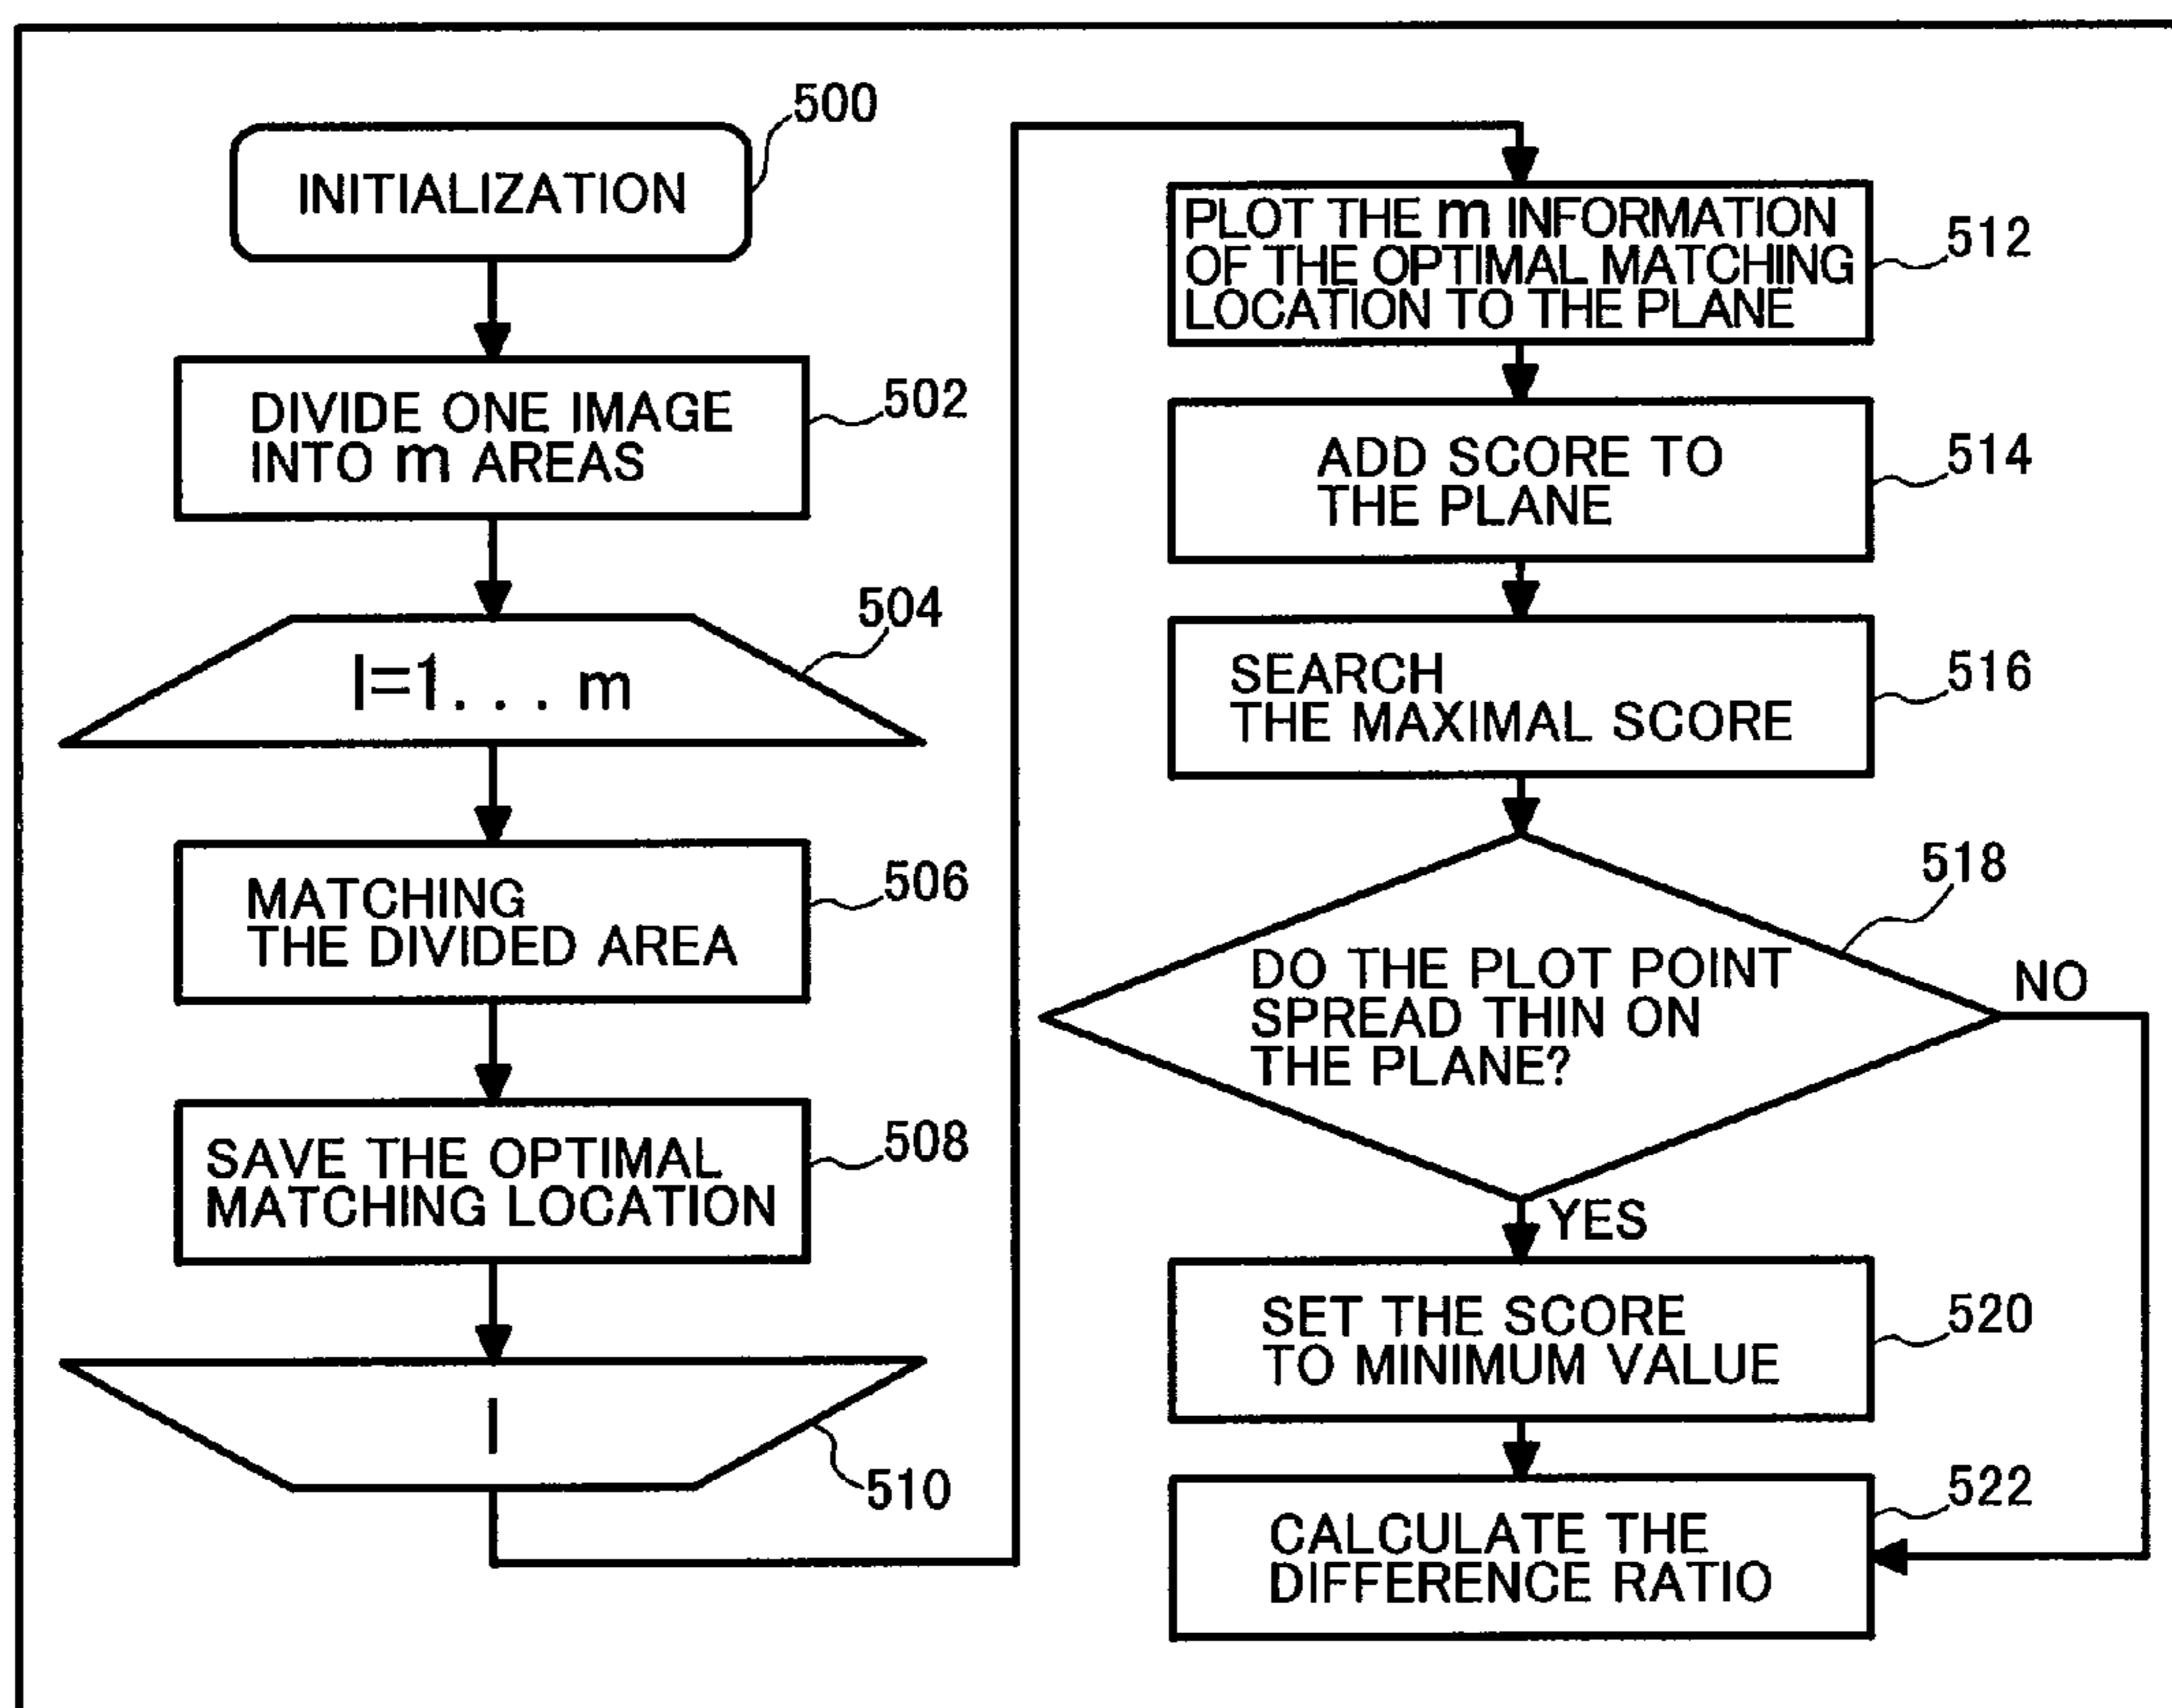 500
INITIALIZATION
DIVIDE ONE IMAGE
INTO m AREAS
502
504
I=1...m
MATCHING
THE DIVIDED AREA
506
SAVE THE OPTIMAL
MATCHING LOCATION
508
I
510
PLOT THE m INFORMATION
OF THE OPTIMAL MATCHING
LOCATION TO THE PLANE
512
ADD SCORE TO
THE PLANE
514
SEARCH
THE MAXIMAL SCORE
516
518
DO THE PLOT POINT
SPREAD THIN ON
THE PLANE?
NO
YES
SET THE SCORE
TO MINIMUM VALUE
520
CALCULATE THE
DIFFERENCE RATIO
522